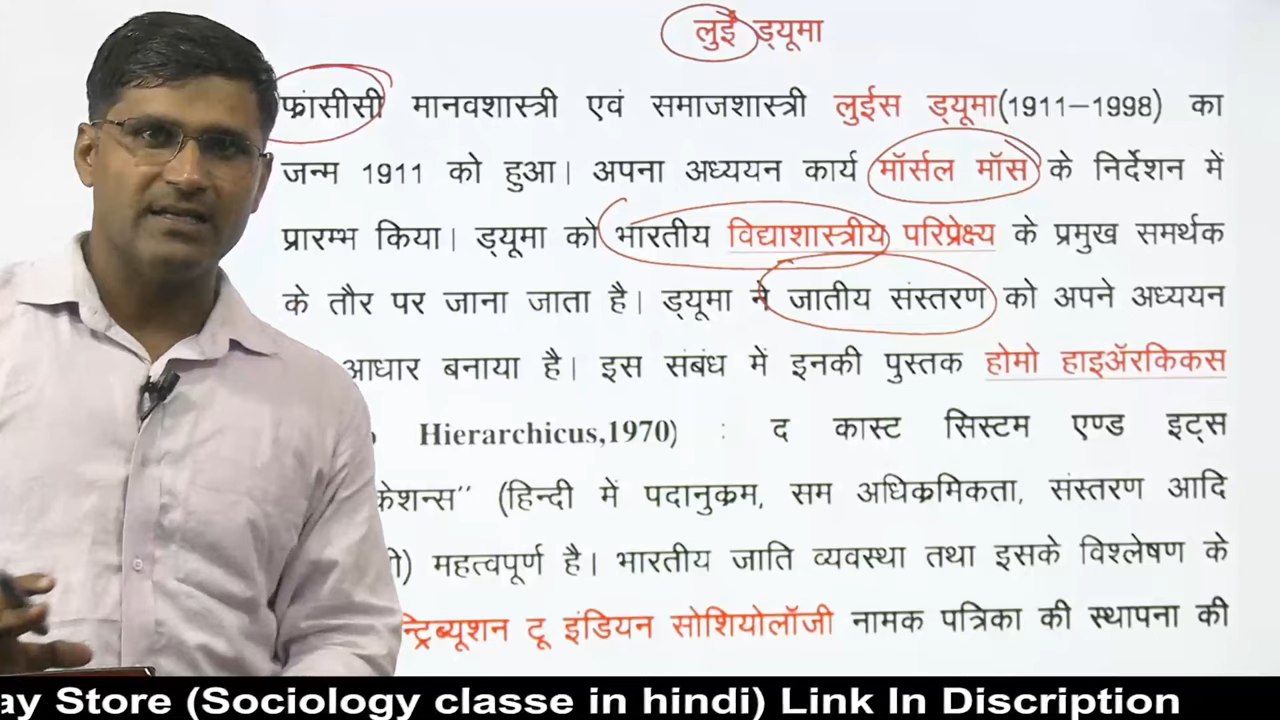 लुई ड्यूमा
फ्रांसीसी मानवशास्त्री एवं समाजशास्त्री लुईस ड्यूमा(1911–1998) का
जन्म 1911 को हुआ। अपना अध्ययन कार्य मॉर्सल मॉस के निर्देशन में
प्रारम्भ किया। ड्यूमा को भारतीय विद्याशास्त्रीय परिप्रेक्ष्य के प्रमुख समर्थक
के तौर पर जाना जाता है। ड्यूमा ने जातीय संस्तरण को अपने अध्ययन
आधार बनाया है। इस संबंध में इनकी पुस्तक होमो हाइॲरकिकस
Hierarchicus,1970) : द कास्ट सिस्टम एण्ड इट्स
केशन्स” (हिन्दी में पदानुक्रम, सम अधिक्रमिकता, संस्तरण आदि
महत्वपूर्ण है। भारतीय जाति व्यवस्था तथा इसके विश्लेषण के
न्ट्रिब्यूशन टू इंडियन सोशियोलॉजी नामक पत्रिका की स्थापना की
ay Store (Sociology classe in hindi) Link In Discription